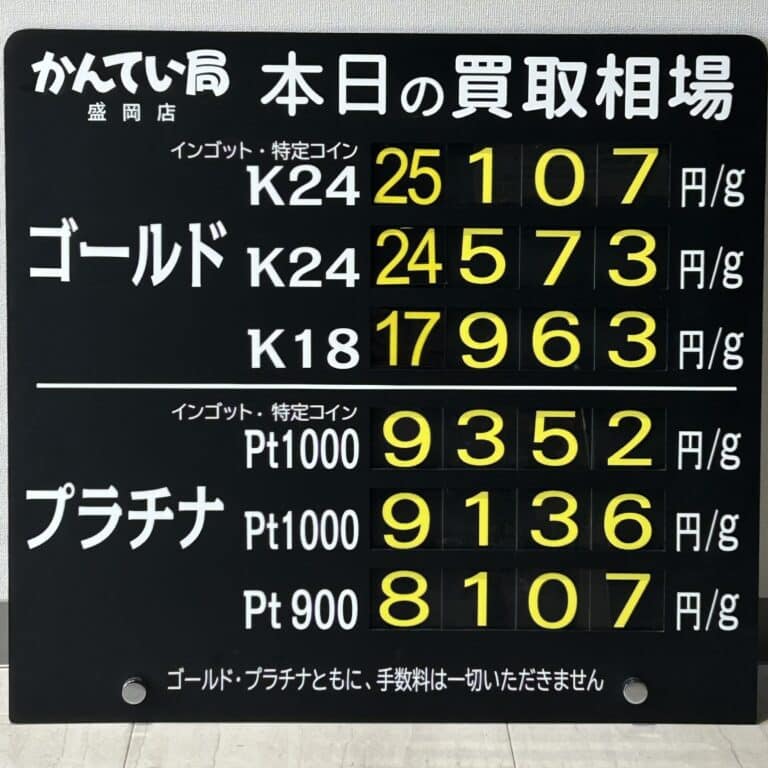 かんてい局 本日の買取相場
盛岡店
インゴット・特定コイン
K24 25107 円/g
ゴールド K24 24573 円/g
K18 17963 円/g
インゴット・特定コイン
Pt1000 9352 円/g
プラチナ Pt1000 9136 円/g
Pt900 8107 円/g
ゴールド・プラチナともに、手数料は一切いただきません